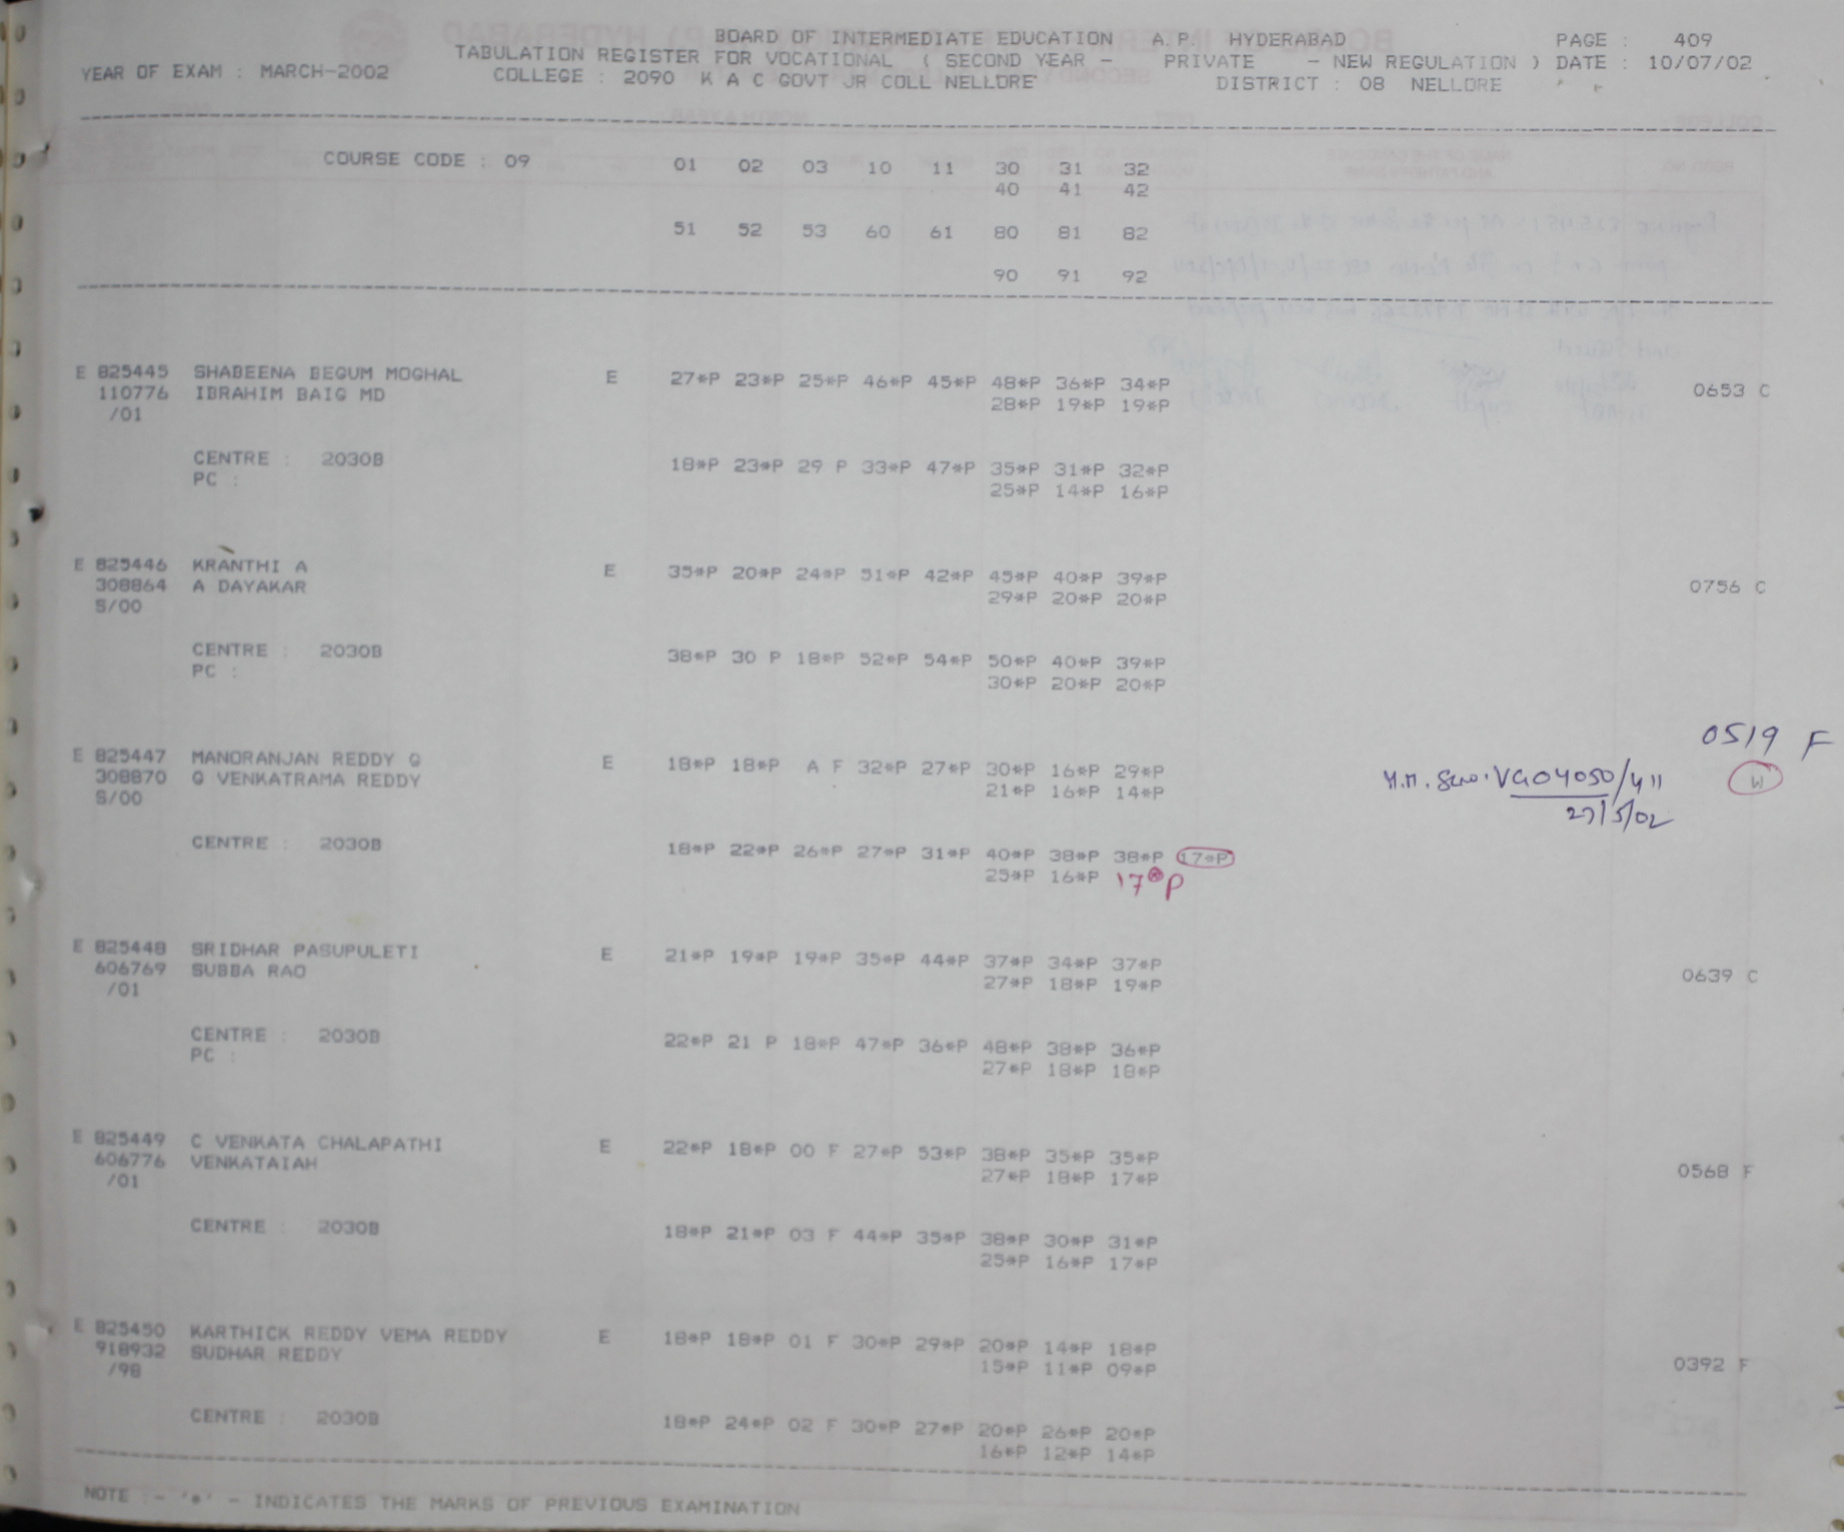 BOARD OF INTERMEDIATE EDUCATION A.P. HYDERABAD PAGE : 409
TABULATION REGISTER FOR VOCATIONAL ( SECOND YEAR - PRIVATE - NEW REGULATION ) DATE : 10/07/02
YEAR OF EXAM : MARCH-2002 COLLEGE : 2090 K A C GOVT JR COLL NELLORE DISTRICT : 08 NELLORE
COURSE CODE : 09 01 02 03 10 11 30 31 32
40 41 42
51 52 53 60 61 80 81 82
90 91 92
E 825445 SHABEENA BEGUM MOGHAL E 27*P 23*P 25*P 46*P 45*P 48*P 36*P 34*P
110776 IBRAHIM BAIG MD 28*P 19*P 19*P 0653 C
/01
CENTRE : 2030B 18*P 23*P 29 P 33*P 47*P 35*P 31*P 32*P
PC : 25*P 14*P 16*P
E 825446 KRANTHI A E 35*P 20*P 24*P 51*P 42*P 45*P 40*P 39*P
308864 A DAYAKAR 29*P 20*P 20*P 0756 C
S/00
CENTRE : 2030B 38*P 30 P 18*P 52*P 54*P 50*P 40*P 39*P
PC : 30*P 20*P 20*P
0519 F
E 825447 MANORANJAN REDDY G E 18*P 18*P A F 32*P 27*P 30*P 16*P 29*P
308870 G VENKATRAMA REDDY 21*P 16*P 14*P VG04050/411 W
S/00 27/5/02
CENTRE : 2030B 18*P 22*P 26*P 27*P 31*P 40*P 38*P 38*P 17*P
25*P 16*P 17*P
E 825448 SRIDHAR PASUPULETI E 21*P 19*P 19*P 35*P 44*P 37*P 34*P 37*P
606769 SUBBA RAO 27*P 18*P 19*P 0639 C
/01
CENTRE : 2030B 22*P 21 P 18*P 47*P 36*P 48*P 38*P 36*P
PC : 27*P 18*P 18*P
E 825449 C VENKATA CHALAPATHI E 22*P 18*P 00 F 27*P 53*P 38*P 35*P 35*P
606776 VENKATAIAH 27*P 18*P 17*P 0568 F
/01
CENTRE : 2030B 18*P 21*P 03 F 44*P 35*P 38*P 30*P 31*P
25*P 16*P 17*P
E 825450 KARTHICK REDDY VEMA REDDY E 18*P 18*P 01 F 30*P 29*P 20*P 14*P 18*P
918932 SUDHAR REDDY 15*P 11*P 09*P 0392 F
/98
CENTRE : 2030B 18*P 24*P 02 F 30*P 27*P 20*P 26*P 20*P
16*P 12*P 14*P
NOTE :- '*' - INDICATES THE MARKS OF PREVIOUS EXAMINATION